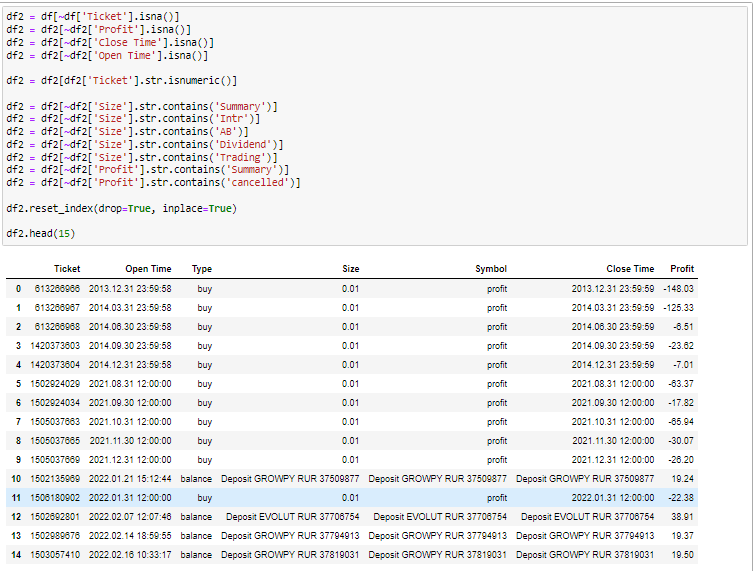 df2 = df[~df['Ticket'].isna()]
df2 = df2[~df2['Profit'].isna()]
df2 = df2[~df2['Close Time'].isna()]
df2 = df2[~df2['Open Time'].isna()]
df2 = df2[df2['Ticket'].str.isnumeric()]
df2 = df2[~df2['Size'].str.contains('Summary')]
df2 = df2[~df2['Size'].str.contains('Intr')]
df2 = df2[~df2['Size'].str.contains('AB')]
df2 = df2[~df2['Size'].str.contains('Dividend')]
df2 = df2[~df2['Size'].str.contains('Trading')]
df2 = df2[~df2['Profit'].str.contains('Summary')]
df2 = df2[~df2['Profit'].str.contains('cancelled')]
df2.reset_index(drop=True, inplace=True)
df2.head(15)
Ticket Open Time Type Size Symbol Close Time Profit
0 613266966 2013.12.31 23:59:58 buy 0.01 profit 2013.12.31 23:59:59 -148.03
1 613266967 2014.03.31 23:59:58 buy 0.01 profit 2014.03.31 23:59:59 -125.33
2 613266968 2014.06.30 23:59:58 buy 0.01 profit 2014.06.30 23:59:59 -6.51
3 1420373603 2014.09.30 23:59:58 buy 0.01 profit 2014.09.30 23:59:59 -23.62
4 1420373604 2014.12.31 23:59:58 buy 0.01 profit 2014.12.31 23:59:59 -7.01
5 1502924029 2021.08.31 12:00:00 buy 0.01 profit 2021.08.31 12:00:00 -63.37
6 1502924034 2021.09.30 12:00:00 buy 0.01 profit 2021.09.30 12:00:00 -17.82
7 1505037663 2021.10.31 12:00:00 buy 0.01 profit 2021.10.31 12:00:00 -65.94
8 1505037665 2021.11.30 12:00:00 buy 0.01 profit 2021.11.30 12:00:00 -30.07
9 1505037669 2021.12.31 12:00:00 buy 0.01 profit 2021.12.31 12:00:00 -26.20
10 1502135969 2022.01.21 15:12:44 balance Deposit GROWPY RUR 37509877 Deposit GROWPY RUR 37509877 Deposit GROWPY RUR 37509877 19.24
11 1506180902 2022.01.31 12:00:00 buy 0.01 profit 2022.01.31 12:00:00 -22.38
12 1502692801 2022.02.07 12:07:46 balance Deposit EVOLUT RUR 37706754 Deposit EVOLUT RUR 37706754 Deposit EVOLUT RUR 37706754 38.91
13 1502989676 2022.02.14 18:59:55 balance Deposit GROWPY RUR 37794913 Deposit GROWPY RUR 37794913 Deposit GROWPY RUR 37794913 19.37
14 1503057410 2022.02.16 10:33:17 balance Deposit GROWPY RUR 37819031 Deposit GROWPY RUR 37819031 Deposit GROWPY RUR 37819031 19.50